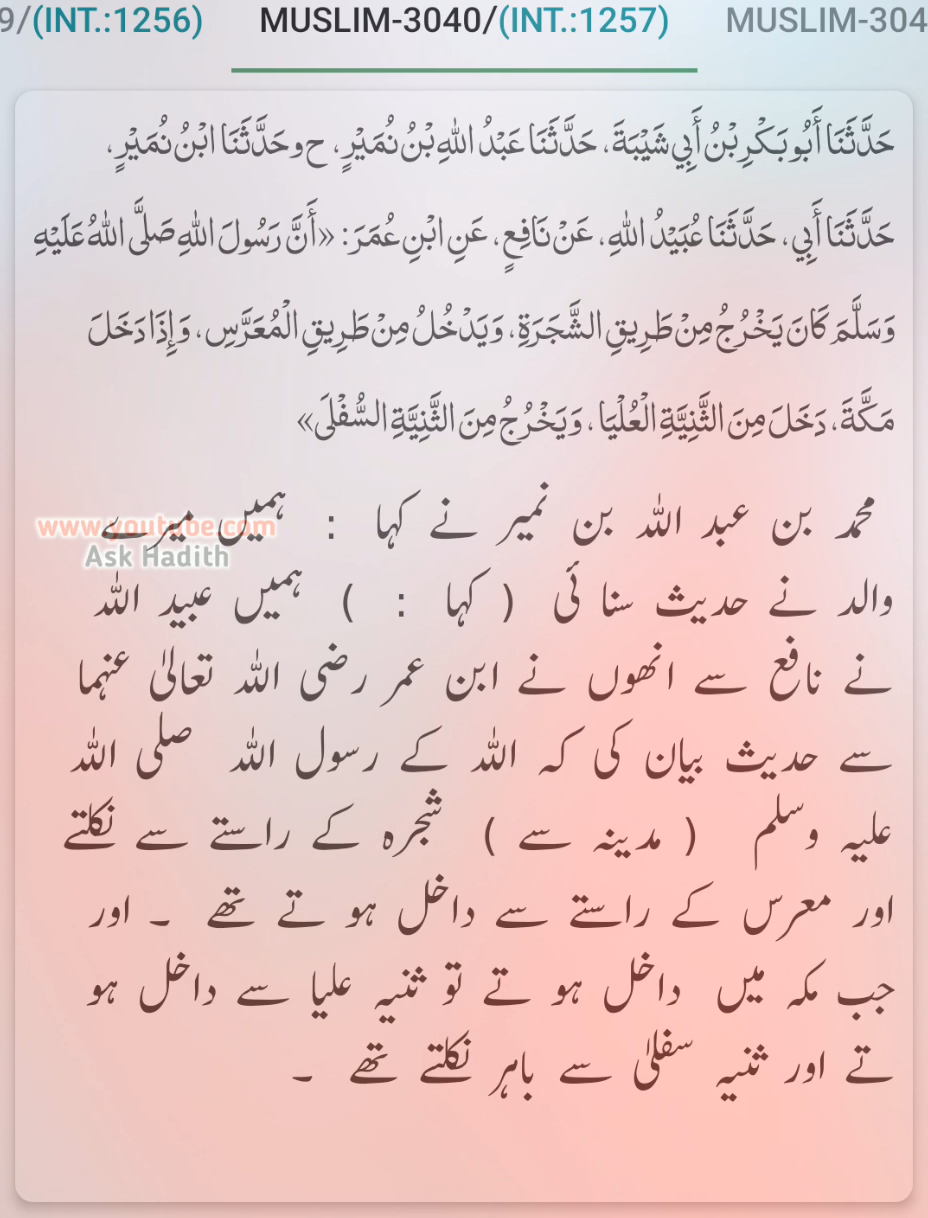 9/(INT.:1256) MUSLIM-3040/(INT.:1257) MUSLIM-304
حَدَّثَنَا أَبُو بَكْرِ بْنُ أَبِي شَيْبَةَ، حَدَّثَنَا عَبْدُ اللهِ بْنُ نُمَيْرٍ، ح وحَدَّثَنَا ابْنُ نُمَيْرٍ،
حَدَّثَنَا أَبِي، حَدَّثَنَا عُبَيْدُ اللهِ، عَنْ نَافِعٍ، عَنِ ابْنِ عُمَرَ: «أَنَّ رَسُولَ اللهِ صَلَّى اللهُ عَلَيْهِ
وَسَلَّمَ كَانَ يَخْرُجُ مِنْ طَرِيقِ الشَّجَرَةِ، وَيَدْخُلُ مِنْ طَرِيقِ الْمُعَرَّسِ، وَإِذَا دَخَلَ
مَكَّةَ، دَخَلَ مِنَ الثَّنِيَّةِ الْعُلْيَا، وَيَخْرُجُ مِنَ الثَّنِيَّةِ السُّفْلَى»
محمد بن عبد اللہ بن نمیر نے کہا : ہمیں میرے
www.youtube.com
Ask Hadith
والد نے حدیث سنا ئی ( کہا : ) ہمیں عبید اللہ
نے نافع سے انھوں نے ابن عمر رضی اللہ تعالیٰ عنہما
سے حدیث بیان کی کہ اللہ کے رسول اللہ صلی اللہ
علیہ وسلم ( مدینہ سے ) شجرہ کے راستے سے نکلتے
اور معرس کے راستے سے داخل ہو تے تھے ۔ اور
جب مکہ میں داخل ہو تے تو ثنیہ علیا سے داخل ہو
تے اور ثنیہ سفلیٰ سے باہر نکلتے تھے ۔